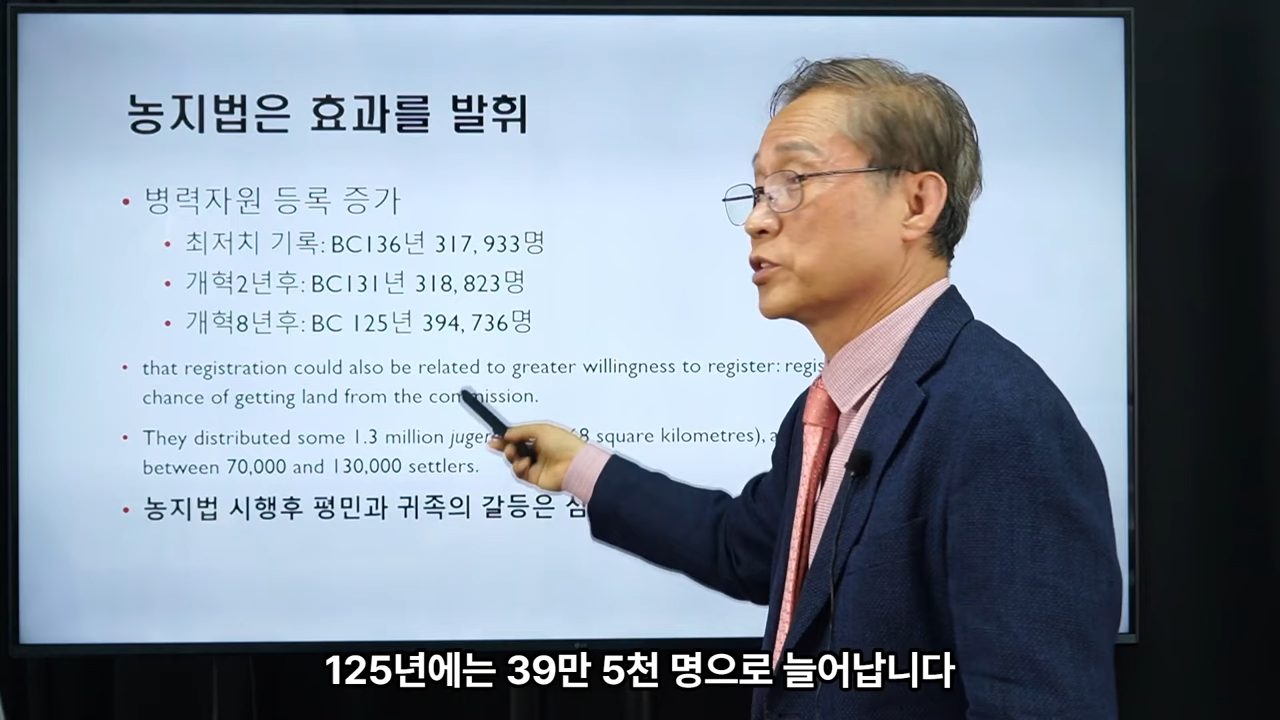 농지법은 효과를 발휘
• 병력자원 등록 증가
• 최저치 기록: BC136년 317,933명
• 개혁2년후: BC131년 318,823명
• 개혁8년후: BC 125년 394,736명
• that registration could also be related to greater willingness to register: regis
chance of getting land from the commission.
• They distributed some 1.3 million 8 square kilometres),
between 70,000 and 130,000 settlers.
• 농지법 시행후 평민과 귀족의 갈등은
125년에는 39만 5천 명으로 늘어납니다